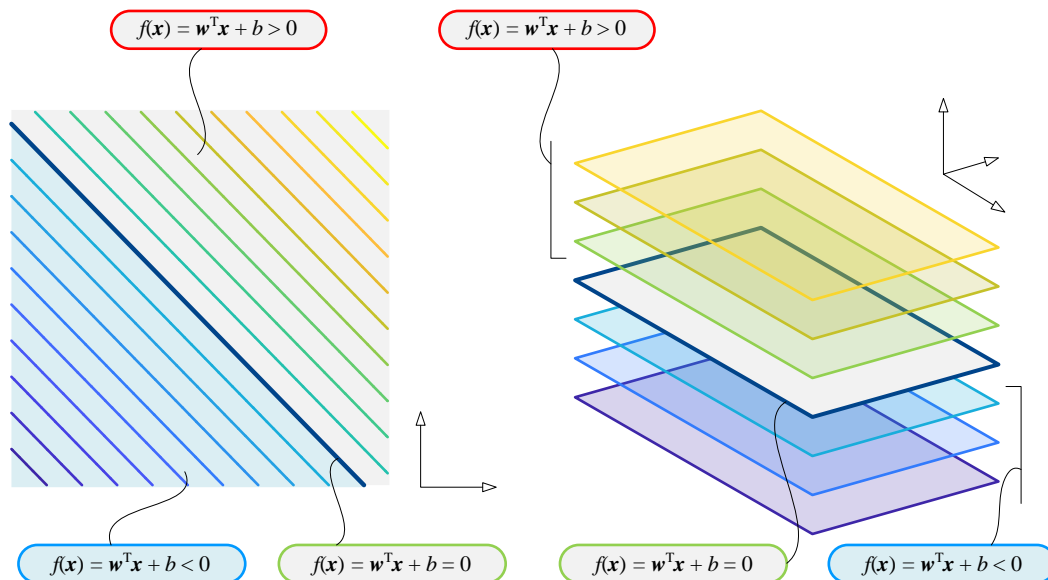 f(x) = wᵀx + b > 0
f(x) = wᵀx + b > 0
f(x) = wᵀx + b < 0
f(x) = wᵀx + b = 0
f(x) = wᵀx + b = 0
f(x) = wᵀx + b < 0